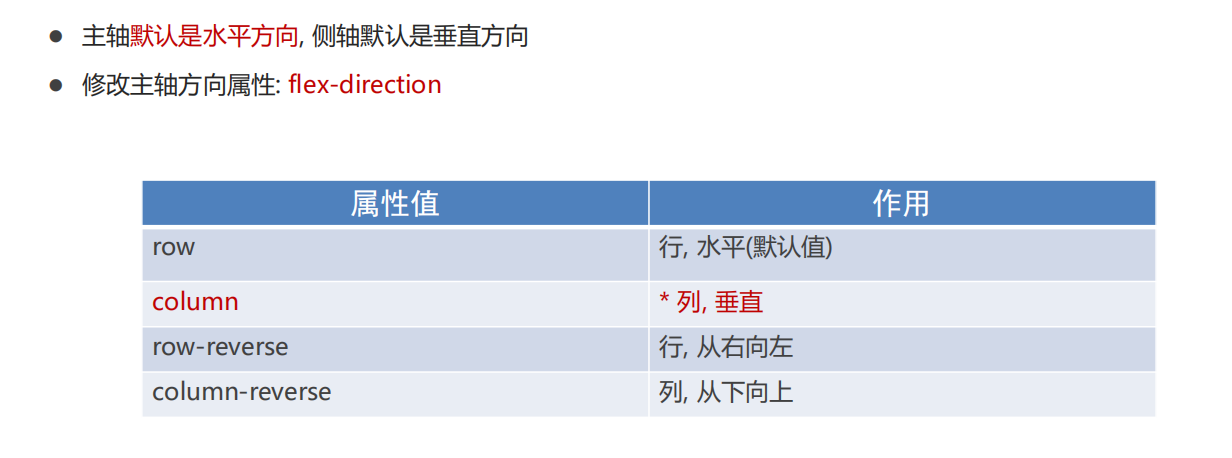 ● 主轴默认是水平方向, 侧轴默认是垂直方向
● 修改主轴方向属性: flex-direction
属性值 作用
row 行, 水平(默认值)
column * 列, 垂直
row-reverse 行, 从右向左
column-reverse 列, 从下向上